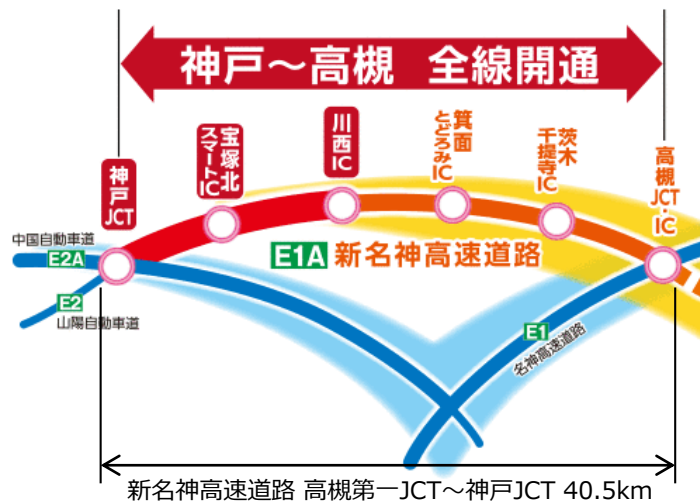 神戸～高槻 全線開通
神戸
JCT
宝塚北
スマートIC
川西
IC
箕面
とどろみ
IC
茨木
千提寺
IC
高槻
JCT・IC
中国自動車道
E2A
E2
山陽自動車道
E1A 新名神高速道路
E1
名神高速道路
新名神高速道路 高槻第一JCT～神戸JCT 40.5km